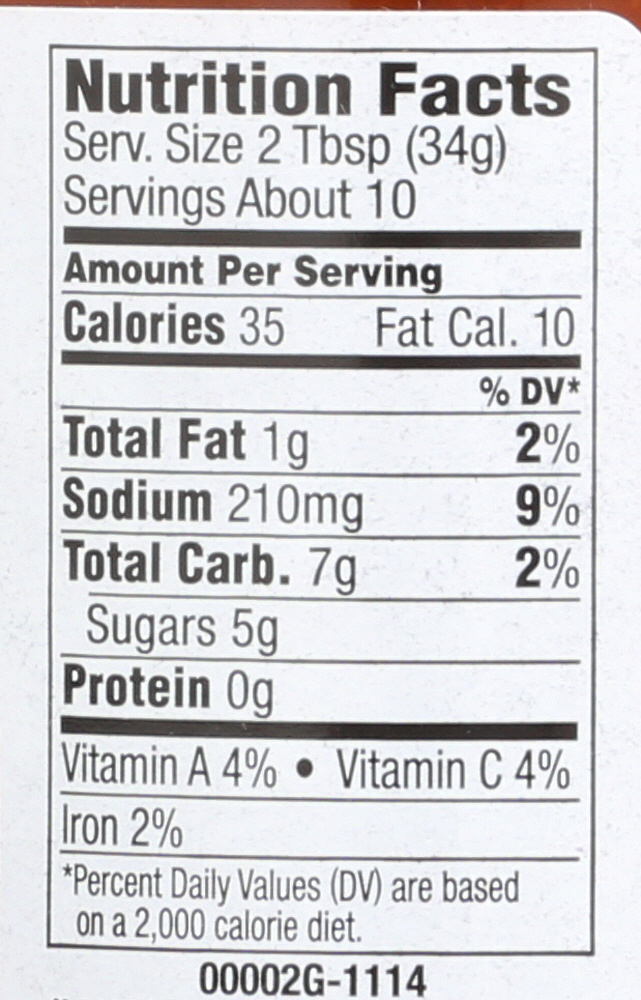 Nutrition Facts
Serv. Size 2 Tbsp (34g)
Servings About 10
Amount Per Serving
Calories 35 Fat Cal. 10
% DV*
Total Fat 1g 2%
Sodium 210mg 9%
Total Carb. 7g 2%
Sugars 5g
Protein 0g
Vitamin A 4% • Vitamin C 4%
Iron 2%
*Percent Daily Values (DV) are based
on a 2,000 calorie diet.
00002G-1114